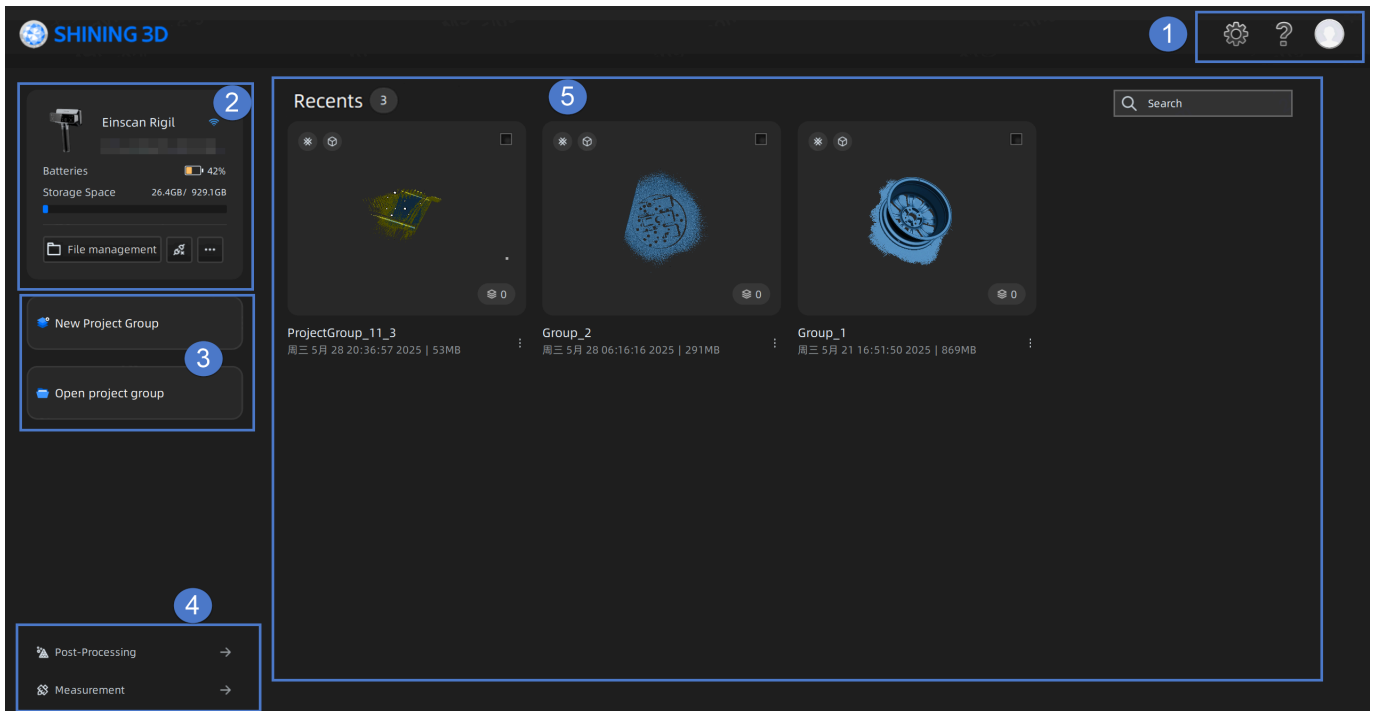 SHINING 3D
1
2
Einscan Rigil
Batteries 42%
Storage Space 26.4GB/ 929.1GB
File management
New Project Group
3
Open project group
4
Post-Processing
Measurement
Recents 3
5
Search
0
ProjectGroup_11_3
周三 5月 28 20:36:57 2025 | 53MB
0
Group_2
周三 5月 28 06:16:16 2025 | 291MB
0
Group_1
周三 5月 21 16:51:50 2025 | 869MB